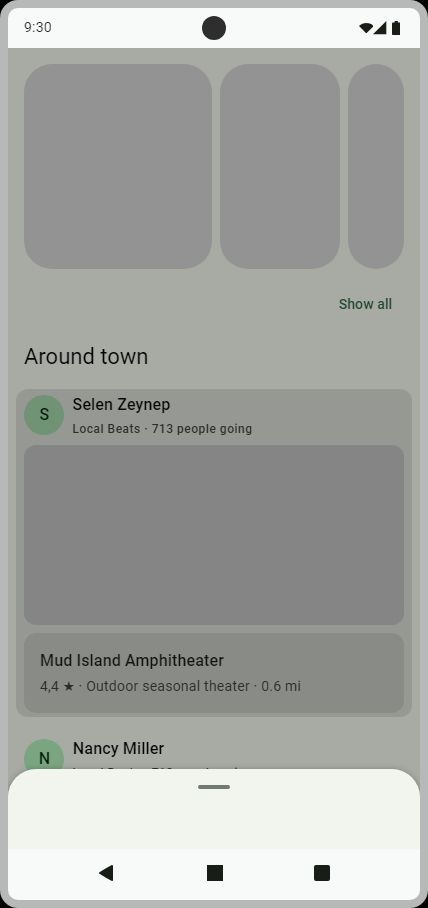 9:30
Show all
Around town
S
Selen Zeynep
Local Beats · 713 people going
Mud Island Amphitheater
4,4 ★ · Outdoor seasonal theater · 0.6 mi
N
Nancy Miller